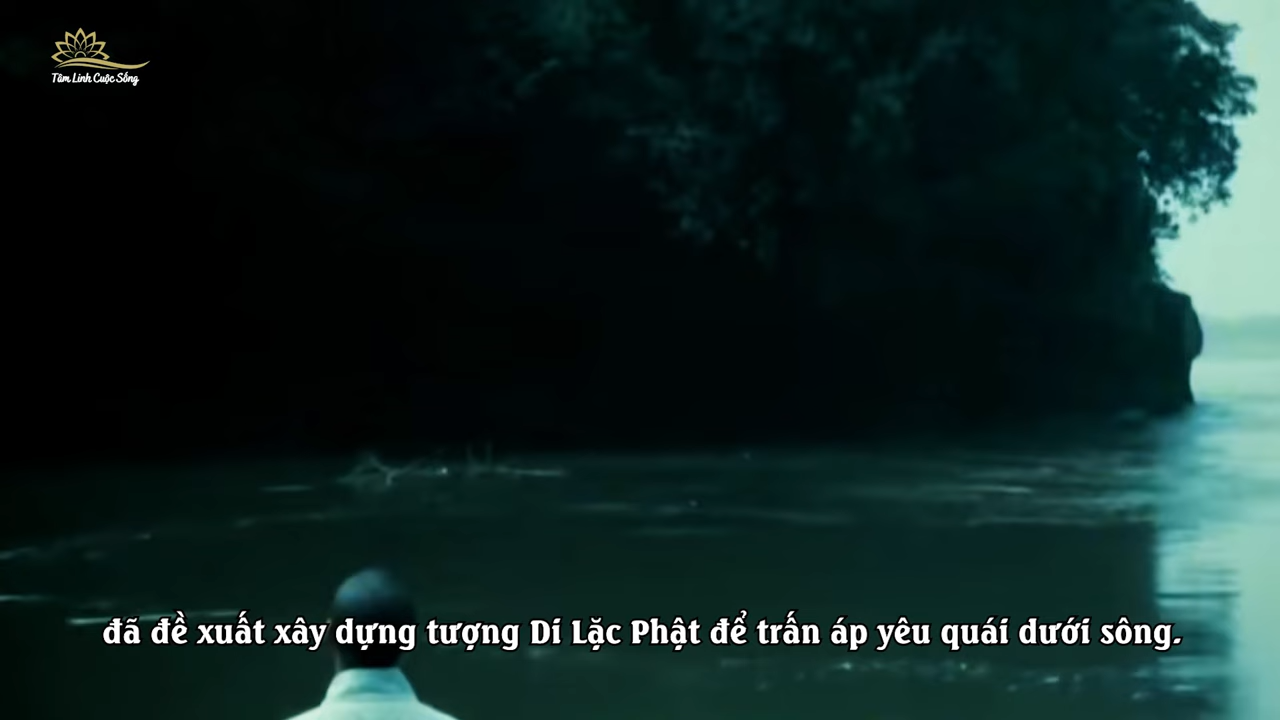 Tâm Linh Cuộc Sống
đã đề xuất xây dựng tượng Di Lặc Phật để trấn áp yêu quái dưới sông.